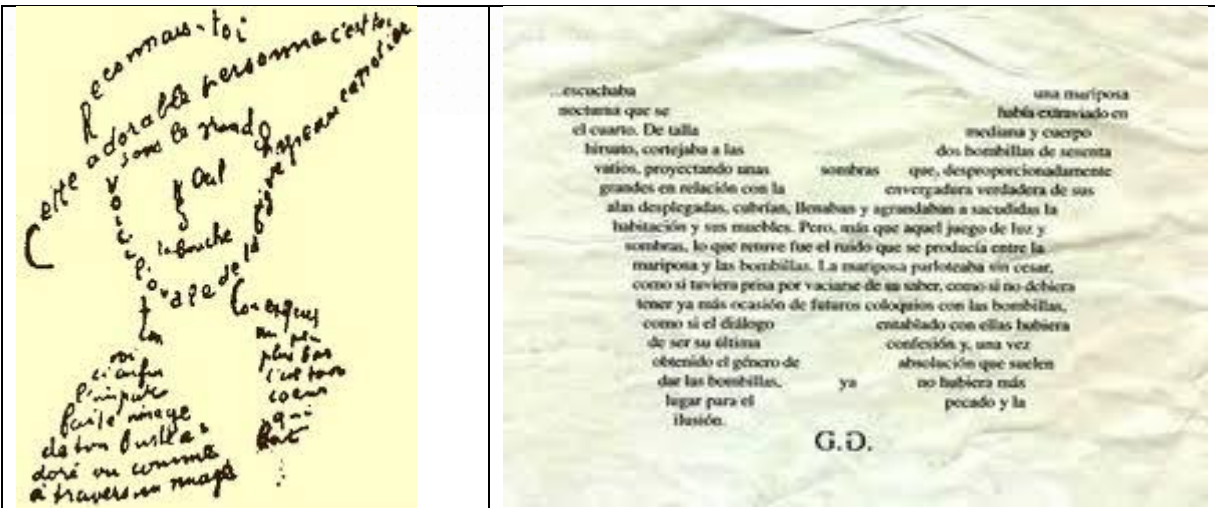 Reconnais-toi
Cette adorable personne c'est toi
sous le grand chapeau canotier
Oeil
la bouche
Voici l'ovale de ta figure
ton
Cou exquis
voi
ci enfin
l'impar
faite image
de ton buste a
doré vu comme
à travers un nuage
un peu
plus bas
c'est ton
coeur
qui
bat
...escuchaba una mariposa
nocturna que se había extraviado en
el cuarto. De talla mediana y cuerpo
hirsuto, cortejaba a las dos bombillas de sesenta
vatios, proyectando unas sombras que, desproporcionadamente
grandes en relación con la envergadura verdadera de sus
alas desplegadas, cubrían, llenaban y agrandaban a sacudidas la
habitación y sus muebles. Pero, más que aquel juego de luz y
sombras, lo que retuve fue el ruido que se producía entre la
mariposa y las bombillas. La mariposa parloteaba sin cesar,
como si tuviera prisa por vaciarse de su saber, como si no debiera
tener ya más ocasión de futuros coloquios con las bombillas,
como si el diálogo entablado con ellas hubiera
de ser su última confesión y, una vez
obtenido el género de absolución que suelen
dar las bombillas, ya no hubiera más
lugar para el pecado y la
ilusión.
G.D.